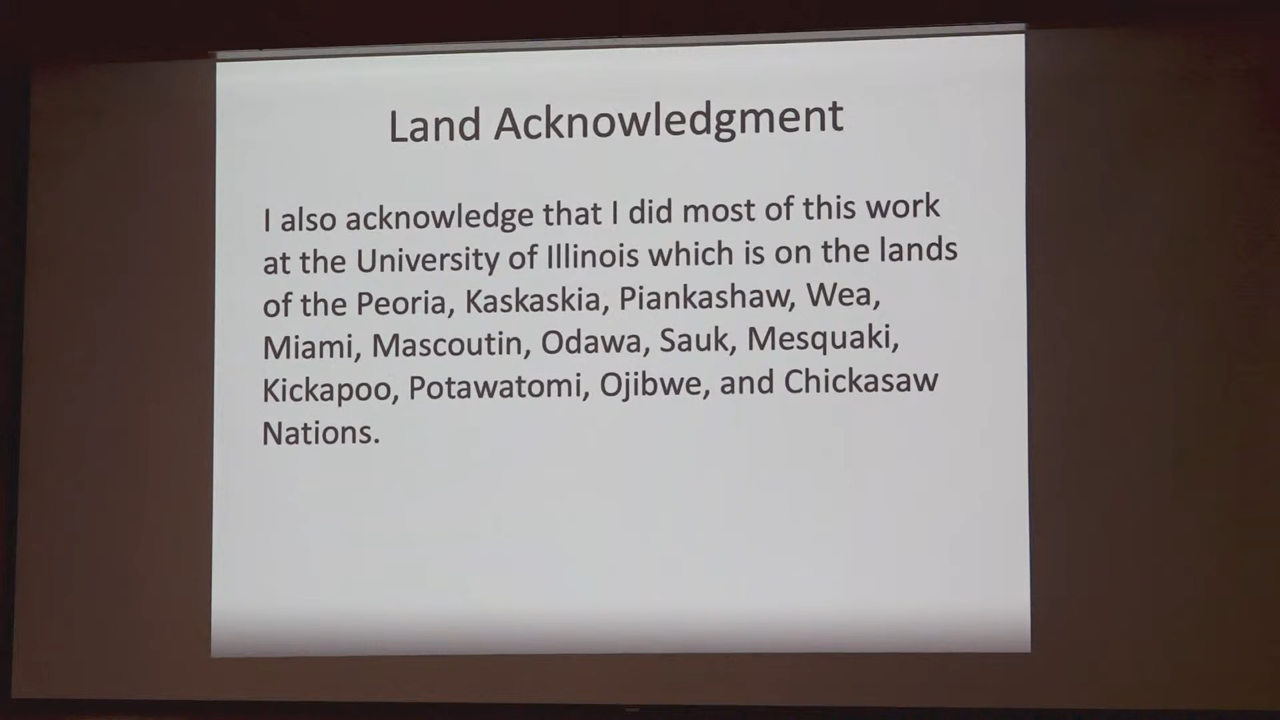 Land Acknowledgment
I also acknowledge that I did most of this work
at the University of Illinois which is on the lands
of the Peoria, Kaskaskia, Piankashaw, Wea,
Miami, Mascoutin, Odawa, Sauk, Mesquaki,
Kickapoo, Potawatomi, Ojibwe, and Chickasaw
Nations.